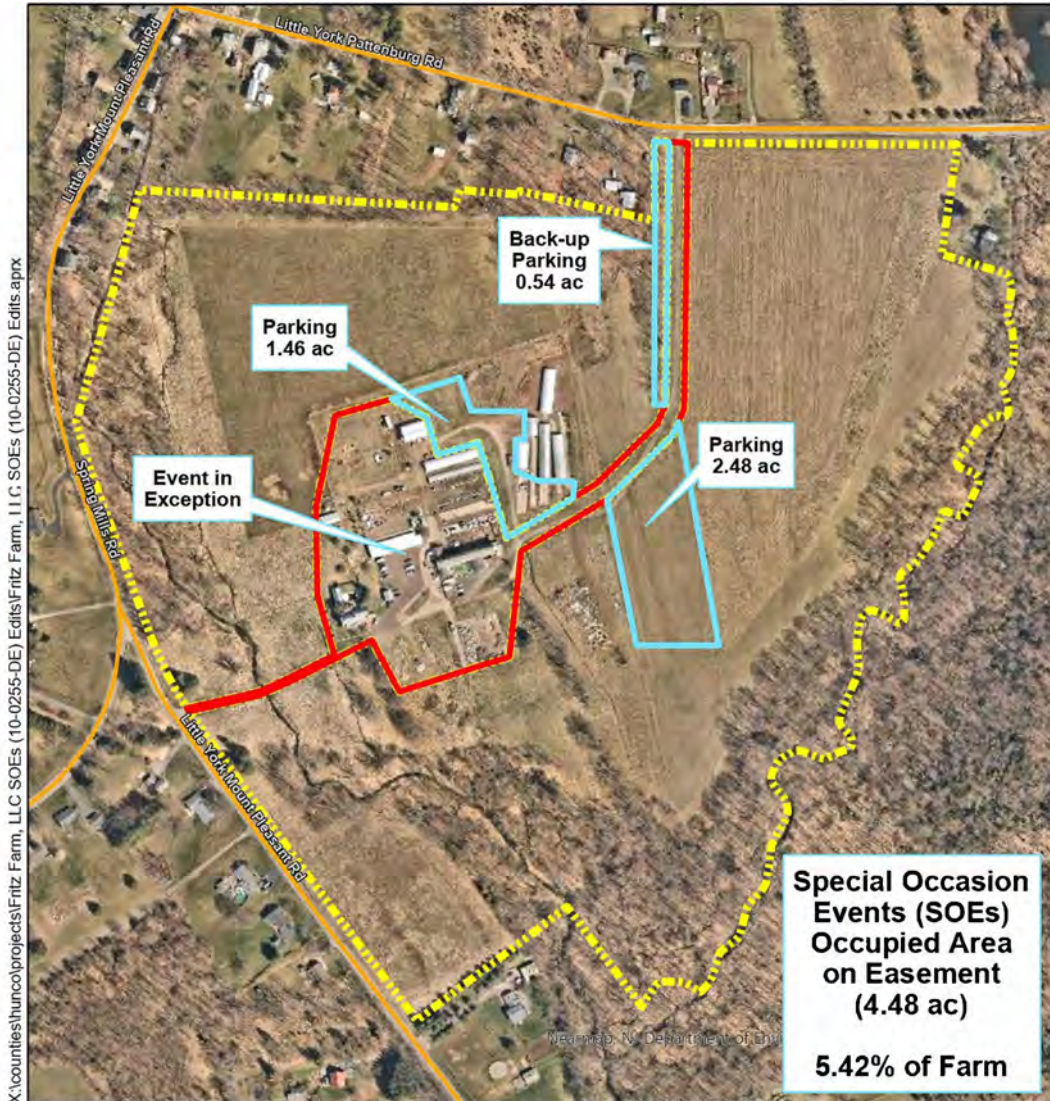 X:\counties\hunco\projects\Fritz Farm, LLC SOEs (10-0255-DE) Edits\Fritz Farm, LLC SOEs (10-0255-DE) Edits.aprx
Little York Pattenburg Rd
Little York Mount Pleasant Rd
Back-up
Parking
0.54 ac
Parking
1.46 ac
Parking
2.48 ac
Event in
Exception
Spring Mills Rd
Little York Mount Pleasant Rd
Special Occasion
Events (SOEs)
Occupied Area
on Easement
(4.48 ac)
5.42% of Farm
Nearmap, Department of